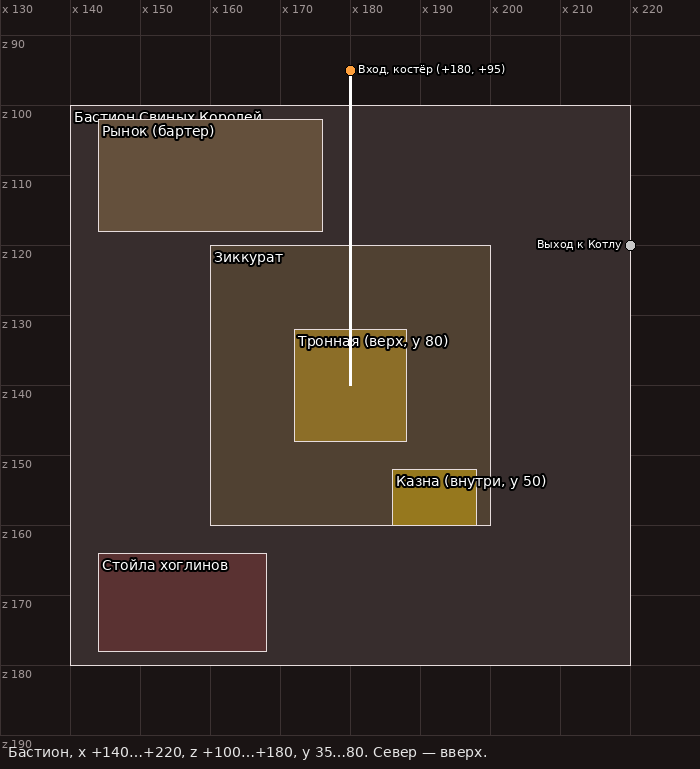 x 130 x 140 x 150 x 160 x 170 x 180 x 190 x 200 x 210 x 220
z 90
Вход, костёр (+180, +95)
z 100
Бастион Свиных Королей
Рынок (бартер)
z 110
z 120
Выход к Котлу
Зиккурат
z 130
Тронная (верх, y 80)
z 140
z 150
Казна (внутри, y 50)
z 160
Стойла хоглинов
z 170
z 180
z 190
Бастион, x +140…+220, z +100…+180, y 35…80. Север — вверх.